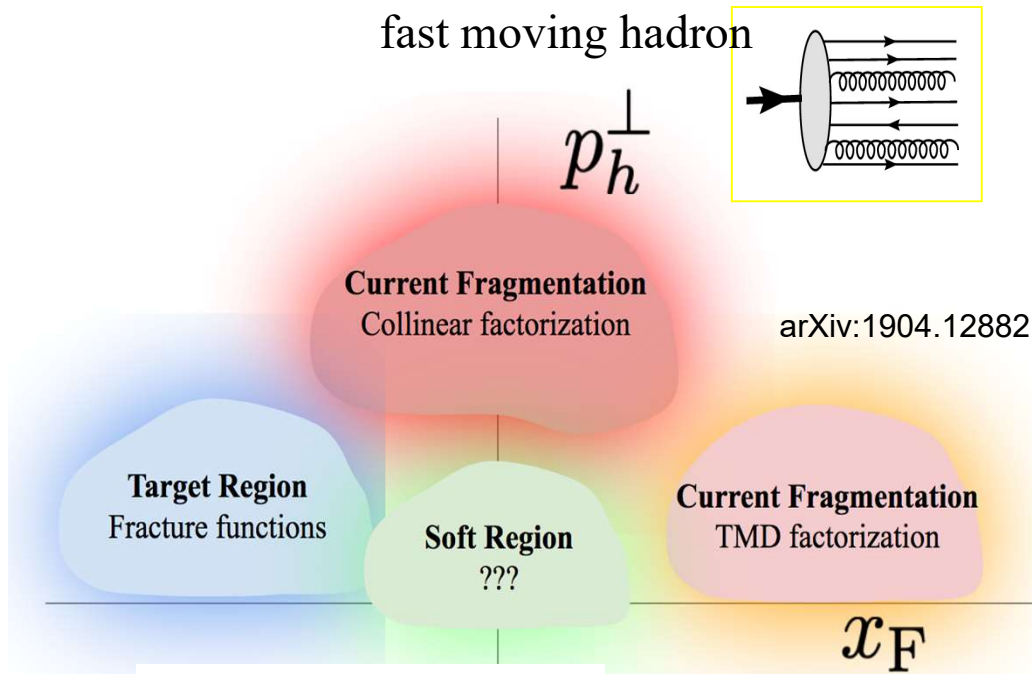 fast moving hadron
p_h^⊥
Current Fragmentation
Collinear factorization
arXiv:1904.12882
Target Region
Fracture functions
Soft Region
???
Current Fragmentation
TMD factorization
x_F